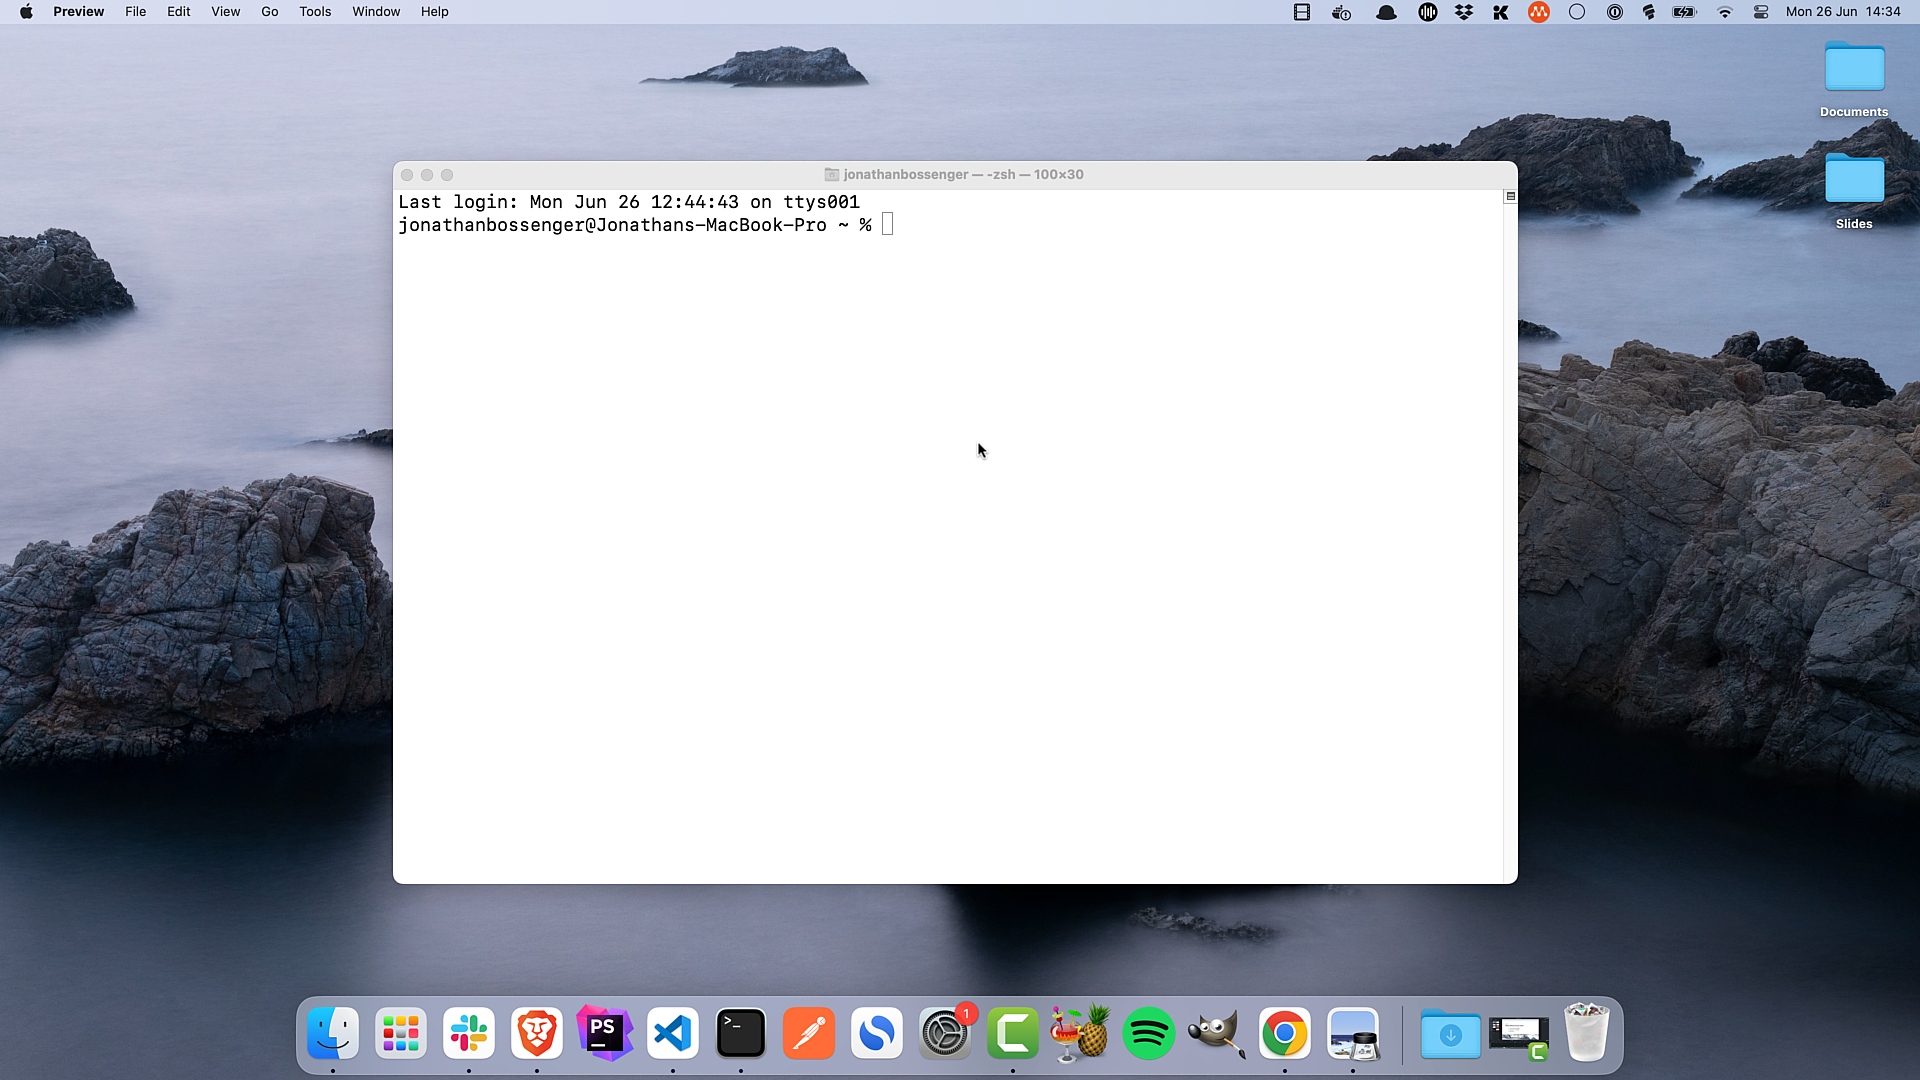 Preview File Edit View Go Tools Window Help Mon 26 Jun 14:34
Documents
Slides
jonathanbossenger — -zsh — 100×30
Last login: Mon Jun 26 12:44:43 on ttys001
jonathanbossenger@Jonathans-MacBook-Pro ~ %
PS
>_
1